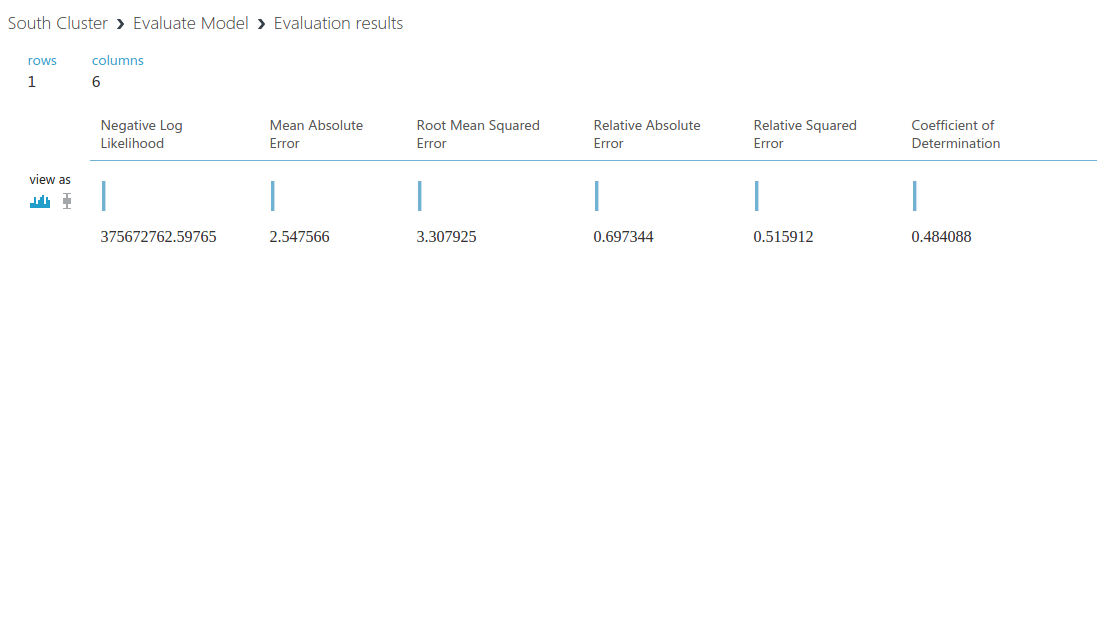 South Cluster › Evaluate Model › Evaluation results
rows columns
1 6
Negative Log Mean Absolute Root Mean Squared Relative Absolute Relative Squared Coefficient of
Likelihood Error Error Error Error Determination
view as
375672762.59765 2.547566 3.307925 0.697344 0.515912 0.484088